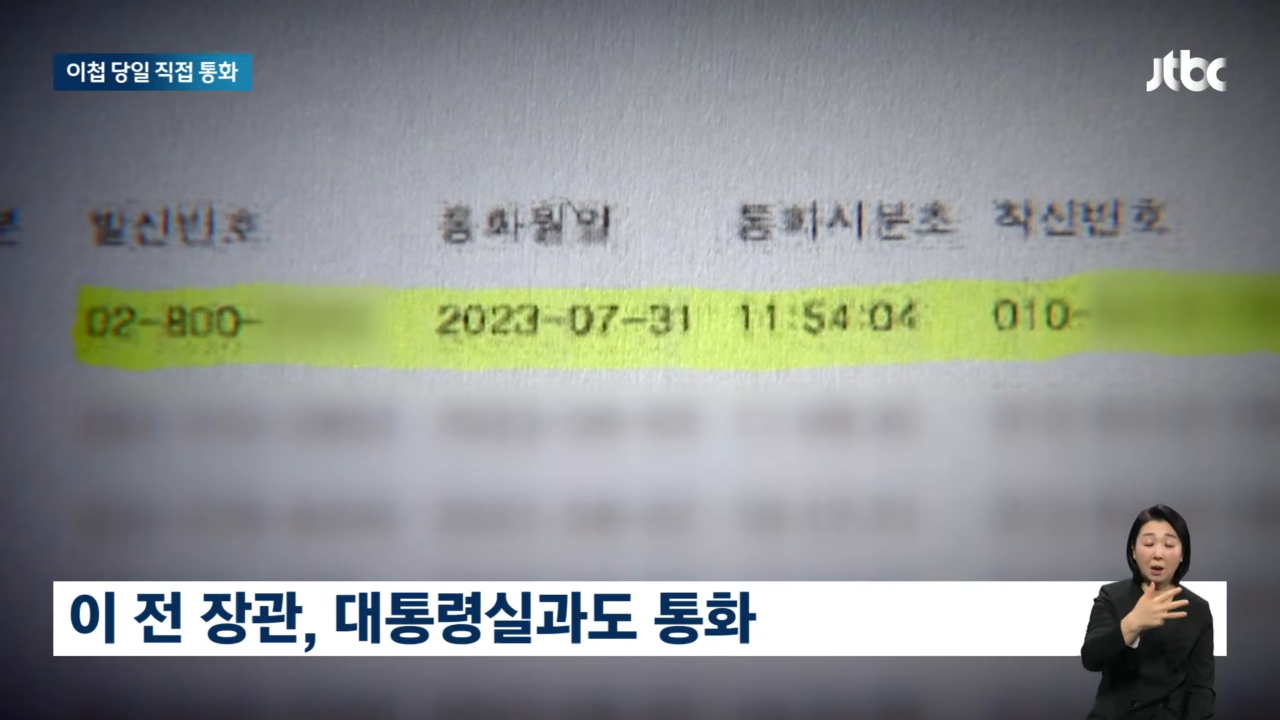 이첩 당일 직접 통화
jtbc
발신번호 통화월일 통화시분초 착신번호
02-800- 2023-07-31 11:54:04 010-
이 전 장관, 대통령실과도 통화